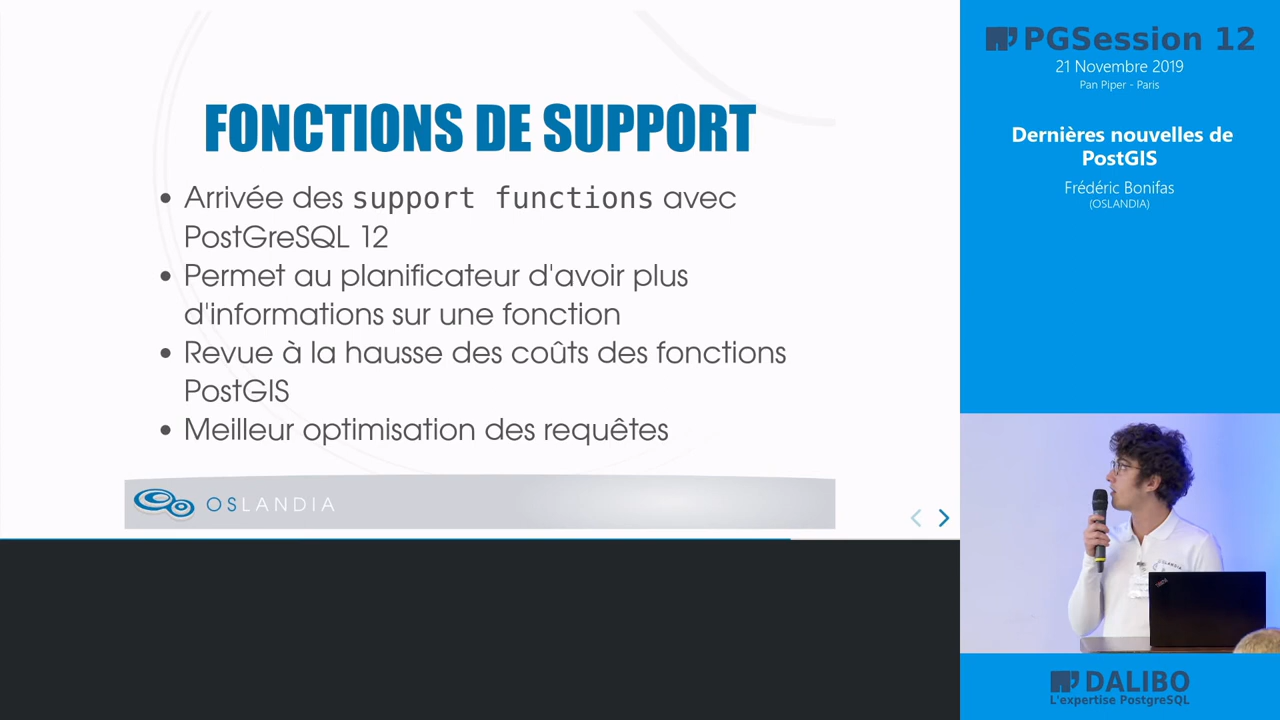 FONCTIONS DE SUPPORT
• Arrivée des support functions avec
PostGreSQL 12
• Permet au planificateur d'avoir plus
d'informations sur une fonction
• Revue à la hausse des coûts des fonctions
PostGIS
• Meilleur optimisation des requêtes
OSLANDIA
PGSession 12
21 Novembre 2019
Pan Piper - Paris
Dernières nouvelles de
PostGIS
Frédéric Bonifas
(OSLANDIA)
DALIBO
L'expertise PostgreSQL